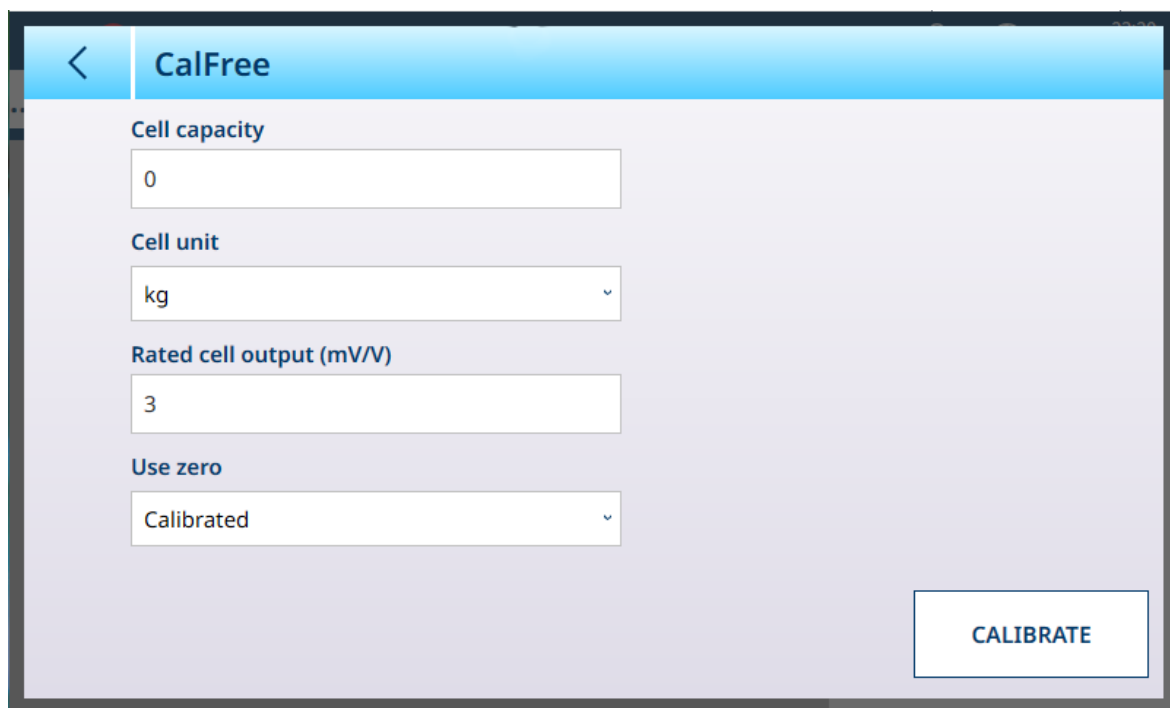 CalFree
Cell capacity
0
Cell unit
kg
Rated cell output (mV/V)
3
Use zero
Calibrated
CALIBRATE